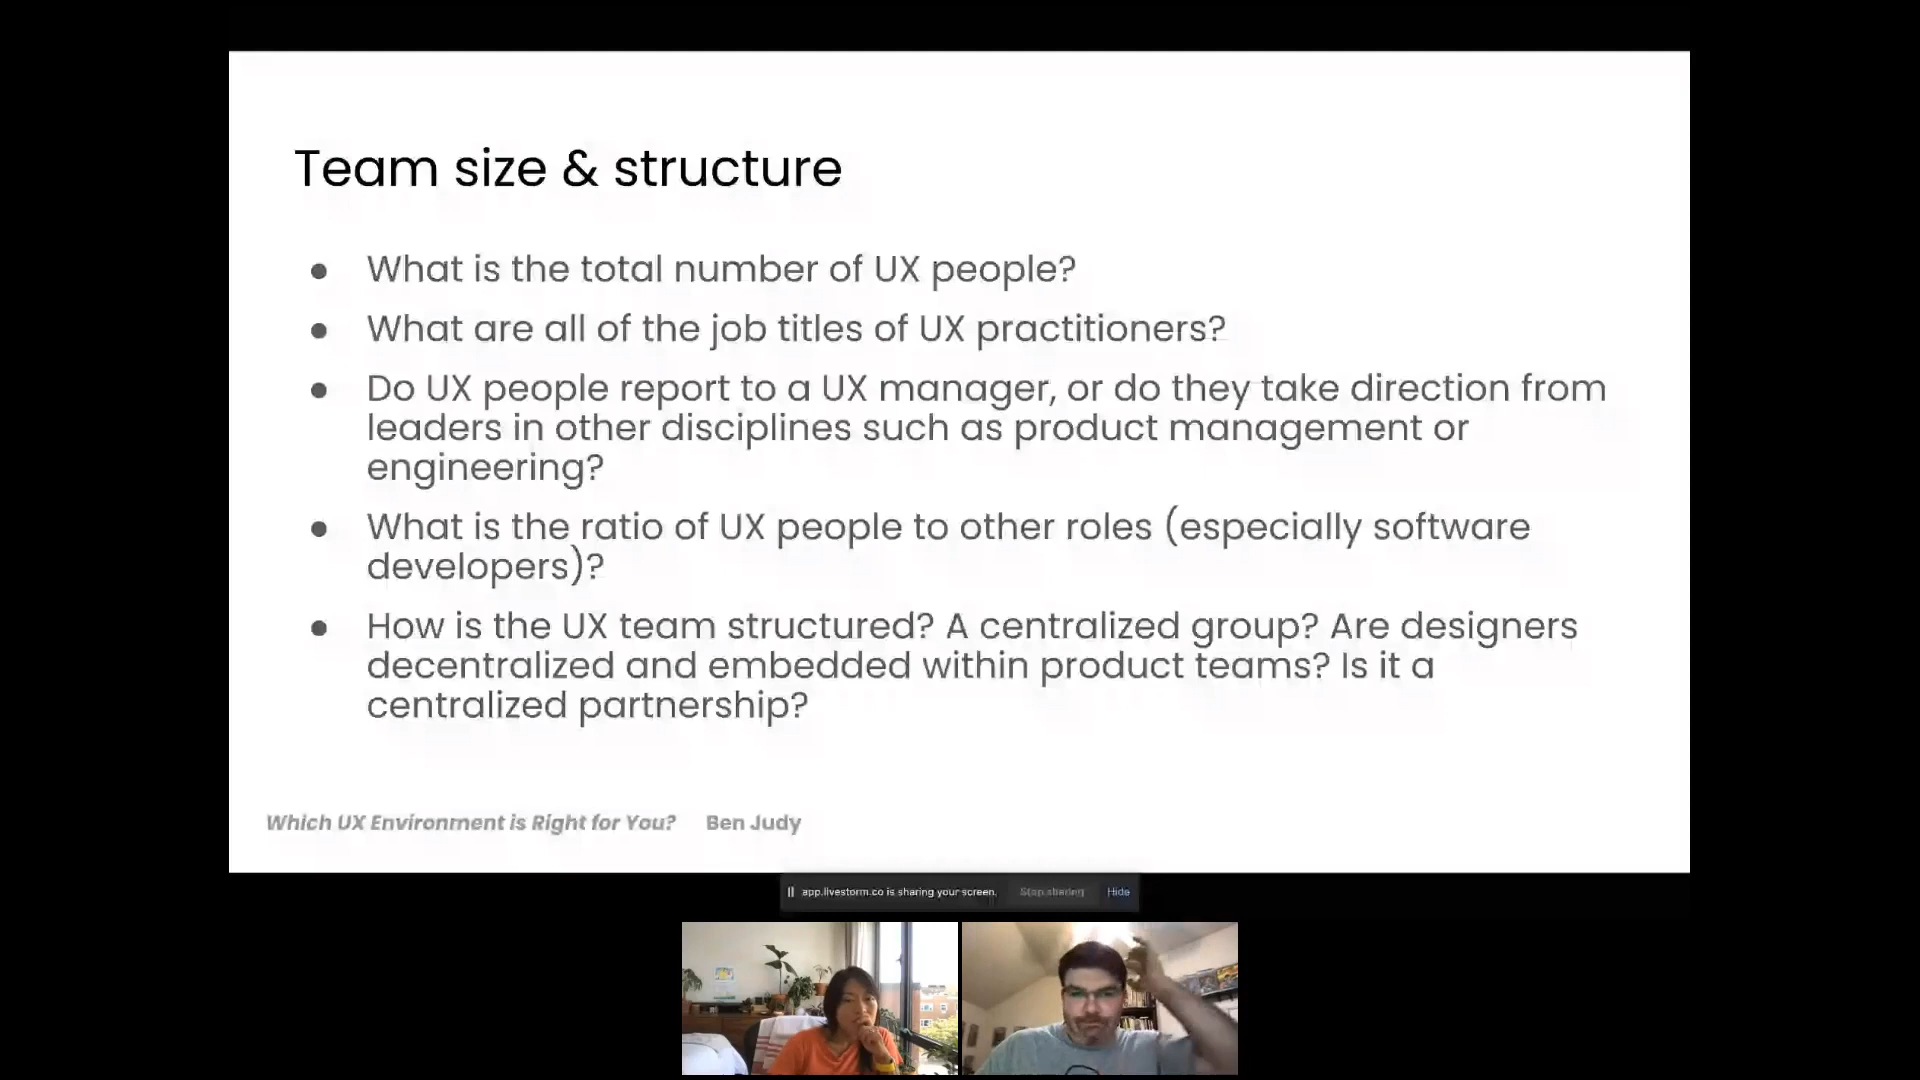 Team size & structure
● What is the total number of UX people?
● What are all of the job titles of UX practitioners?
● Do UX people report to a UX manager, or do they take direction from
leaders in other disciplines such as product management or
engineering?
● What is the ratio of UX people to other roles (especially software
developers)?
● How is the UX team structured? A centralized group? Are designers
decentralized and embedded within product teams? Is it a
centralized partnership?
Which UX Environment is Right for You? Ben Judy
app.livestorm.co is sharing your screen. Stop sharing Hide